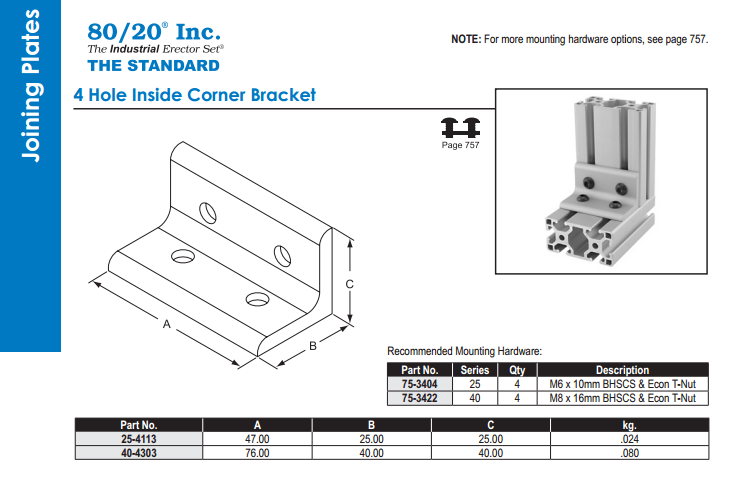 Joining Plates
80/20® Inc.
The Industrial Erector Set®
THE STANDARD
NOTE: For more mounting hardware options, see page 757.
4 Hole Inside Corner Bracket
Page 757
A
B
C
Recommended Mounting Hardware:
Part No. Series Qty Description
75-3404 25 4 M6 x 10mm BHSCS & Econ T-Nut
75-3422 40 4 M8 x 16mm BHSCS & Econ T-Nut
Part No. A B C kg.
25-4113 47.00 25.00 25.00 .024
40-4303 76.00 40.00 40.00 .080